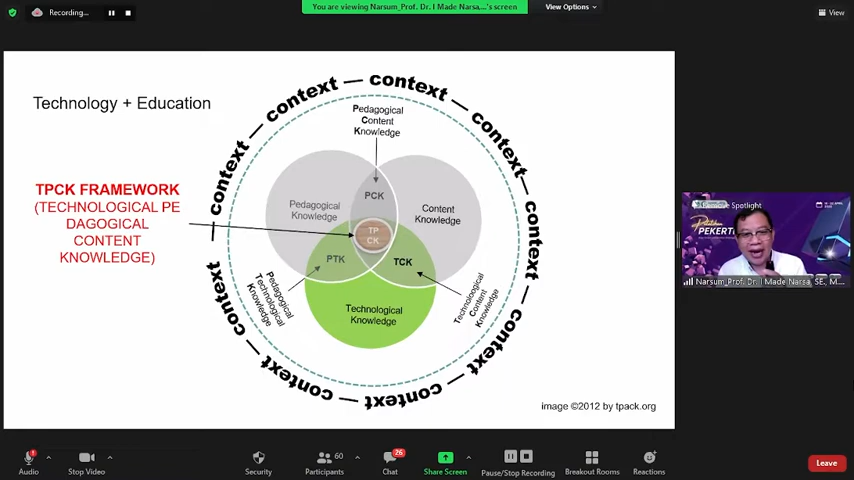 Recording...
You are viewing Narsum_Prof. Dr. I Made Narsa,...'s screen
View Options
View
Technology + Education
TPCK FRAMEWORK
(TECHNOLOGICAL PE
DAGOGICAL
CONTENT
KNOWLEDGE)
context — context — context — context — context — context — context — context — context — context —
Pedagogical
Content
Knowledge
PCK
Pedagogical
Knowledge
Content
Knowledge
TP
CK
PTK
TCK
Pedagogical
Technological
Knowledge
Technological
Content
Knowledge
Technological
Knowledge
image ©2012 by tpack.org
Spotlight
PEKERTI
Narsum_Prof. Dr. I Made Narsa, SE., M....
Audio
Stop Video
Security
60
Participants
26
Chat
Share Screen
Pause/Stop Recording
Breakout Rooms
Reactions
Leave